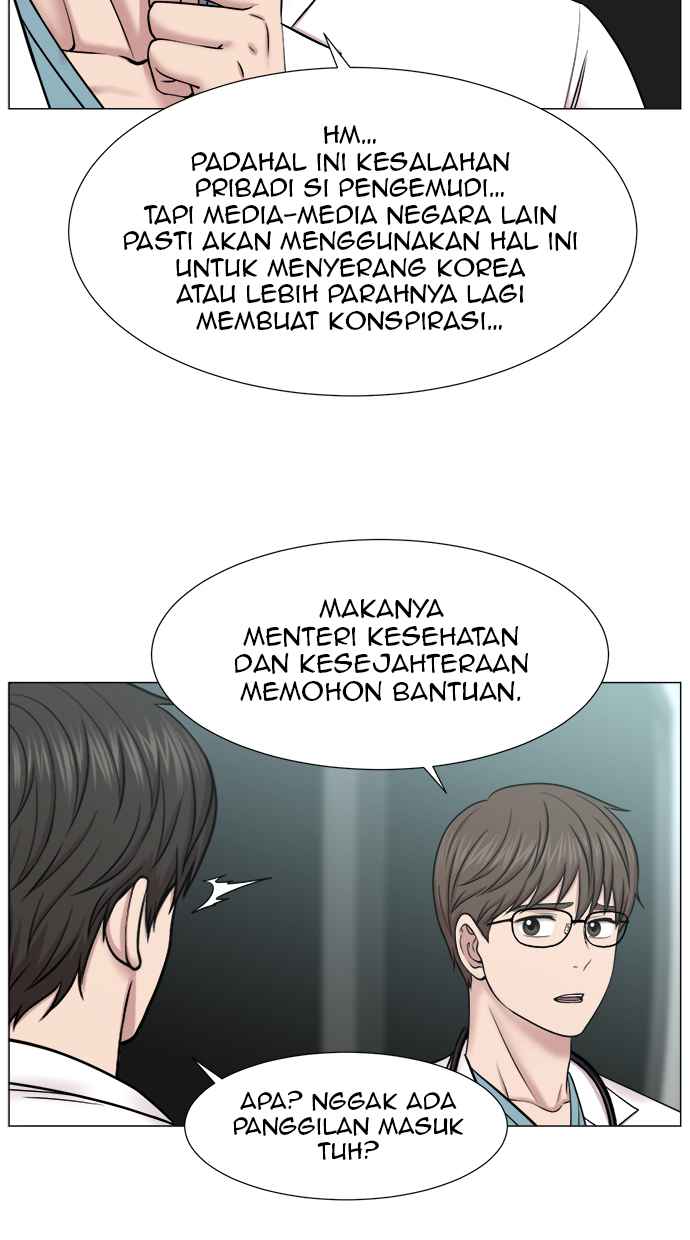 HM...
PADAHAL INI KESALAHAN
PRIBADI SI PENGEMUDI...
TAPI MEDIA-MEDIA NEGARA LAIN
PASTI AKAN MENGGUNAKAN HAL INI
UNTUK MENYERANG KOREA
ATAU LEBIH PARAHNYA LAGI
MEMBUAT KONSPIRASI...
MAKANYA
MENTERI KESEHATAN
DAN KESEJAHTERAAN
MEMOHON BANTUAN.
APA? NGGAK ADA
PANGGILAN MASUK
TUH?